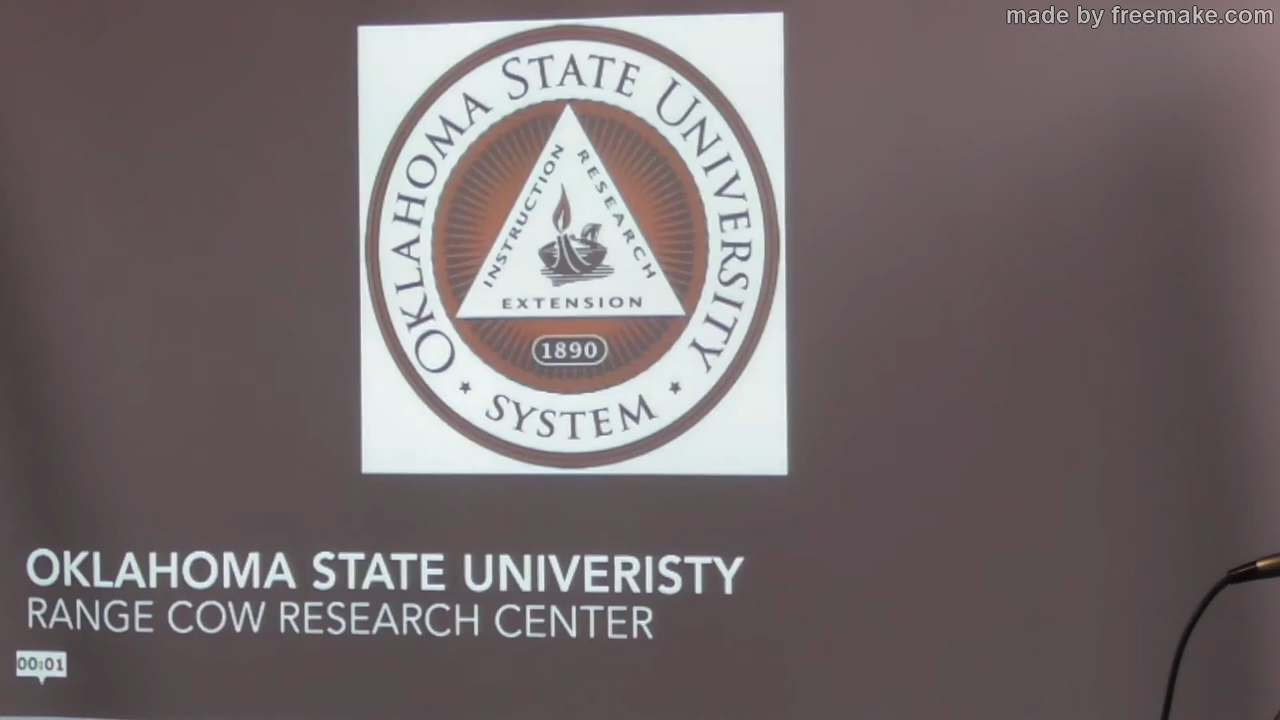 made by freemake.com
OKLAHOMA STATE UNIVERSITY
INSTRUCTION
RESEARCH
EXTENSION
1890
SYSTEM
OKLAHOMA STATE UNIVERISTY
RANGE COW RESEARCH CENTER
00:01